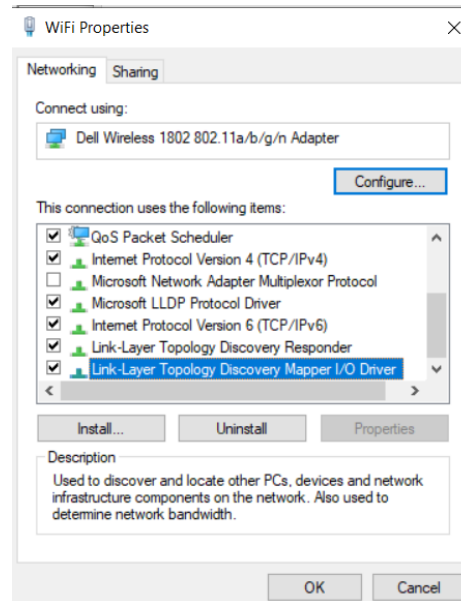 WiFi Properties
Networking
Sharing
Connect using:
Dell Wireless 1802 802.11a/b/g/n Adapter
Configure...
This connection uses the following items:
QoS Packet Scheduler
Internet Protocol Version 4 (TCP/IPv4)
Microsoft Network Adapter Multiplexor Protocol
Microsoft LLDP Protocol Driver
Internet Protocol Version 6 (TCP/IPv6)
Link-Layer Topology Discovery Responder
Link-Layer Topology Discovery Mapper I/O Driver
Install...
Uninstall
Properties
Description
Used to discover and locate other PCs, devices and network
infrastructure components on the network. Also used to
determine network bandwidth.
OK
Cancel